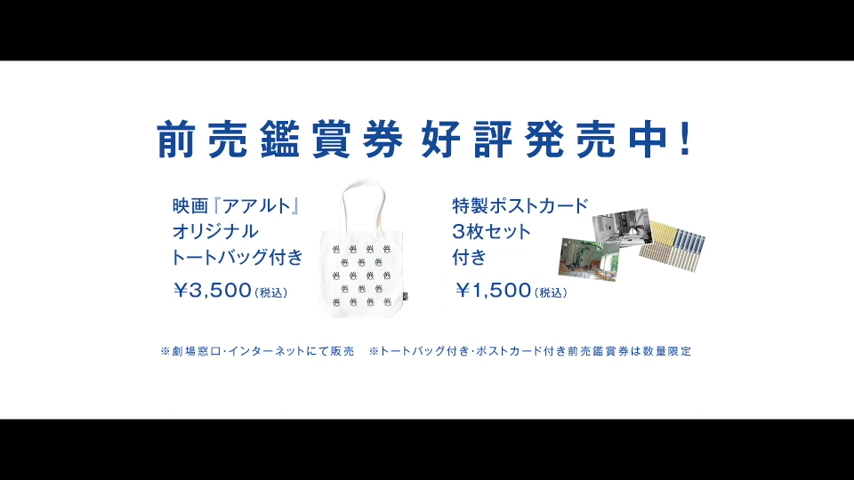 前売鑑賞券 好評発売中!
映画『アアルト』
オリジナル
トートバッグ付き
¥3,500(税込)
特製ポストカード
3枚セット
付き
¥1,500(税込)
※劇場窓口・インターネットにて販売 ※トートバッグ付き・ポストカード付き前売鑑賞券は数量限定